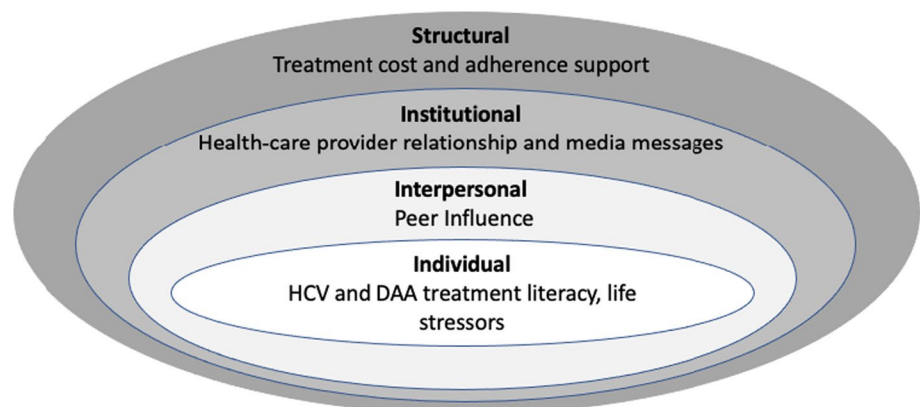 Structural
Treatment cost and adherence support
Institutional
Health-care provider relationship and media messages
Interpersonal
Peer Influence
Individual
HCV and DAA treatment literacy, life
stressors